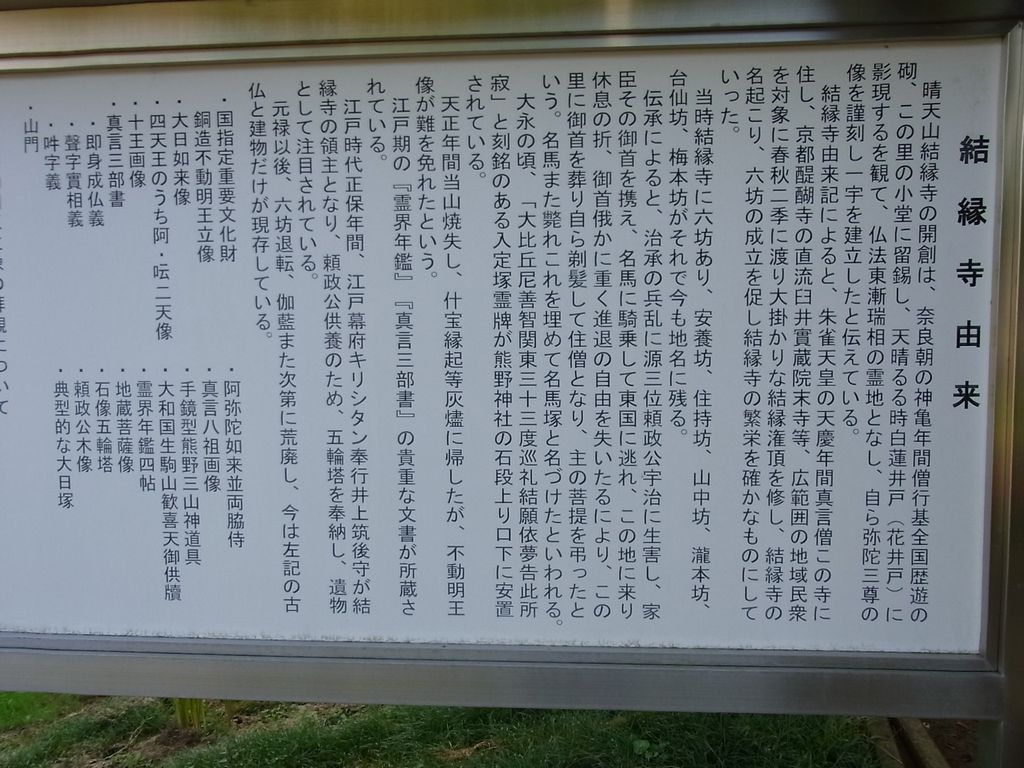 結縁寺由来
晴天山結縁寺の開創は、奈良朝の神亀年間僧行基全国歴遊の
砌、この里の小堂に留錫し、天晴るる時白蓮井戸（花井戸）に
影現するを観て、仏法東漸瑞相の霊地となし、自ら弥陀三尊の
像を謹刻し一宇を建立したと伝えている。
結縁寺由来記によると、朱雀天皇の天慶年間真言僧この寺に
住し、京都醍醐寺の直流臼井實蔵院末寺等、広範囲の地域民衆
を対象に春秋二季に渡り大掛かりな結縁潅頂を修し、結縁寺の
名起こり、六坊の成立を促し結縁寺の繁栄を確かなものにして
いった。
当時結縁寺に六坊あり、安養坊、住持坊、山中坊、瀧本坊、
台仙坊、梅本坊がそれで今も地名に残る。
伝承によると、治承の兵乱に源三位頼政公宇治に生害し、家
臣その御首を携え、名馬に騎乗して東国に逃れ、この地に来り
休息の折、御首俄かに重く進退の自由を失いたるにより、この
里に御首を葬り自ら剃髪して住僧となり、主の菩提を弔ったと
いう。名馬また斃れこれを埋めて名馬塚と名づけたといわれる。
大永の頃、「大比丘尼善智関東三十三度巡礼結願依夢告此所
寂」と刻銘のある入定塚霊牌が熊野神社の石段上り口下に安置
されている。
天正年間当山焼失し、什宝縁起等灰燼に帰したが、不動明王
像が難を免れたという。
江戸期の『霊界年鑑』『真言三部書』の貴重な文書が所蔵さ
れている。
江戸時代正保年間、江戸幕府キリシタン奉行井上筑後守が結
縁寺の領主となり、頼政公供養のため、五輪塔を奉納し、遺物
として注目されている。
元禄以後、六坊退転、伽藍また次第に荒廃し、今は左記の古
仏と建物だけが現存している。
・国指定重要文化財
銅造不動明王立像
・大日如来像
・四天王のうち阿・呍二天像
・十王画像
・真言三部書
・即身成仏義
・聲字實相義
・吽字義
・山門
・阿弥陀如来並両脇侍
・真言八祖画像
・手鏡型熊野三山神道具
・大和国生駒山歓喜天御供牘
・霊界年鑑四帖
・地蔵菩薩像
・石像五輪塔
・頼政公木像
・典型的な大日塚